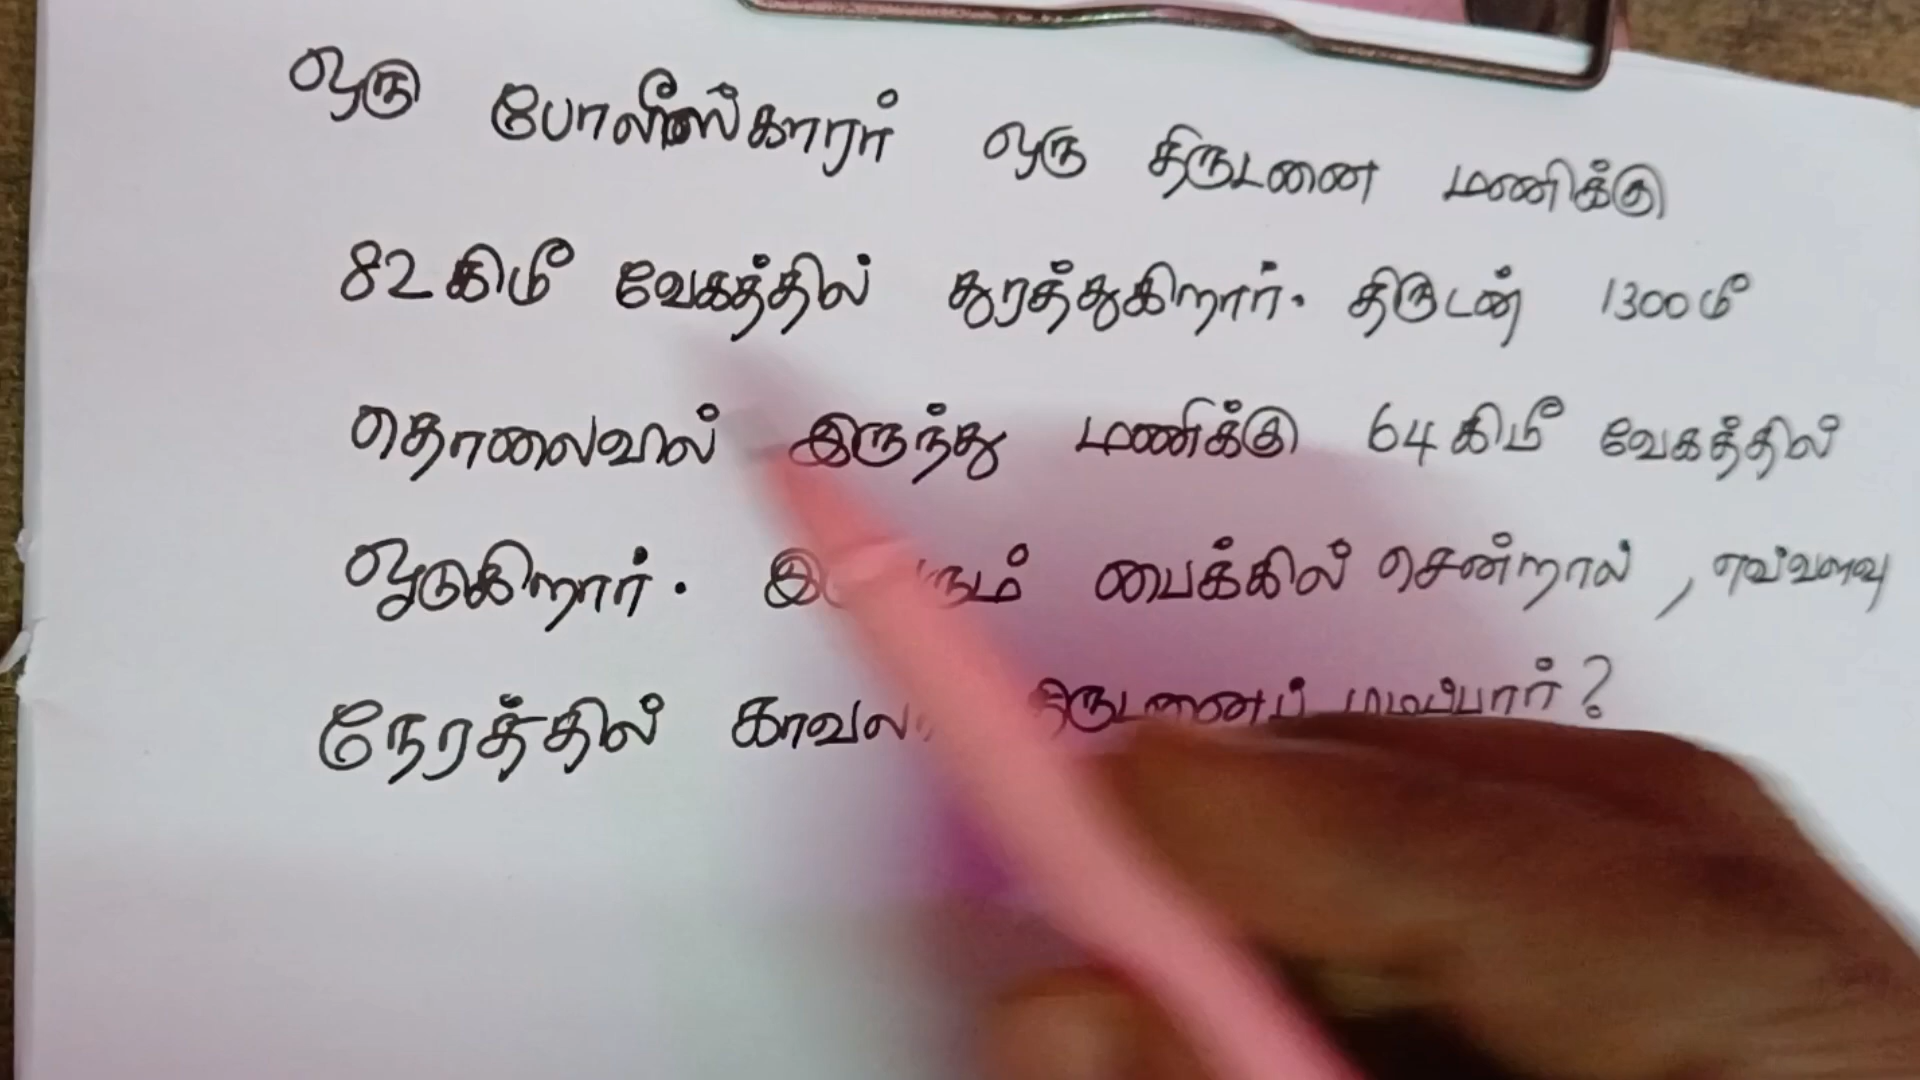 ஒரு போலீஸ்காரர் ஒரு திருடனை மணிக்கு
82 கிமீ வேகத்தில் துரத்துகிறார். திருடன் 1300 மீ
தொலைவில் இருந்து மணிக்கு 64 கிமீ வேகத்தில்
ஓடுகிறார். பைக்கில் சென்றால், எவ்வளவு
நேரத்தில் திருடனைப் பிடிப்பார்?